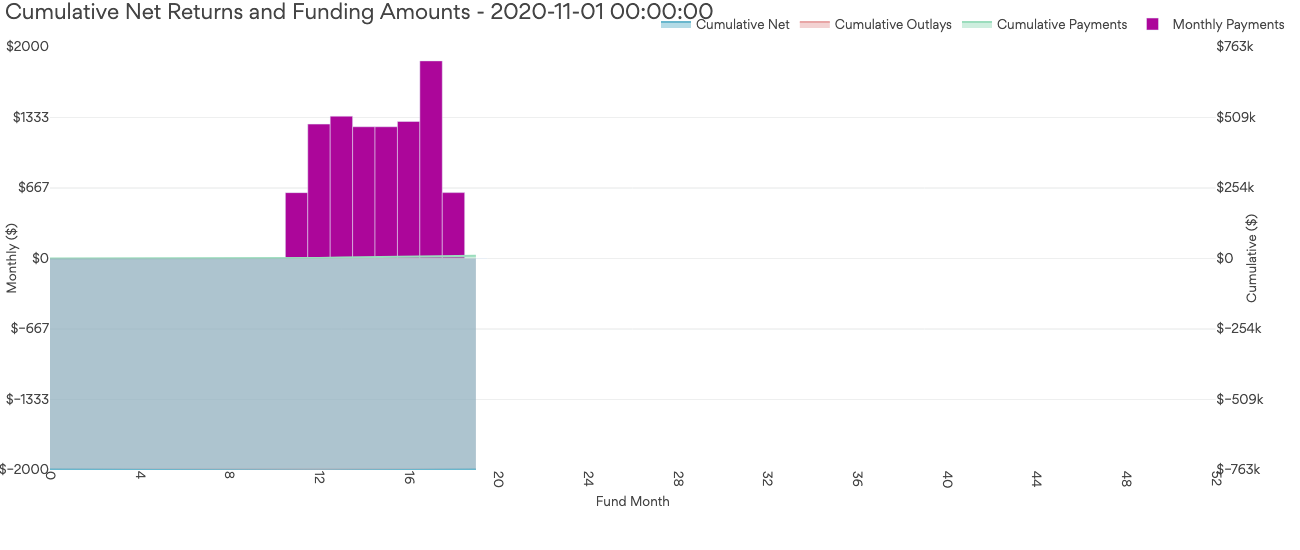 Cumulative Net Returns and Funding Amounts - 2020-11-01 00:00:00
Cumulative Net Cumulative Outlays Cumulative Payments Monthly Payments
$2000 $763k
$1333 $509k
$667 $254k
Monthly ($)
Cumulative ($)
$0 $0
$−667 $−254k
$−1333 $−509k
$−2000 $−763k
0 4 8 12 16 20 24 28 32 36 40 44 48 52
Fund Month